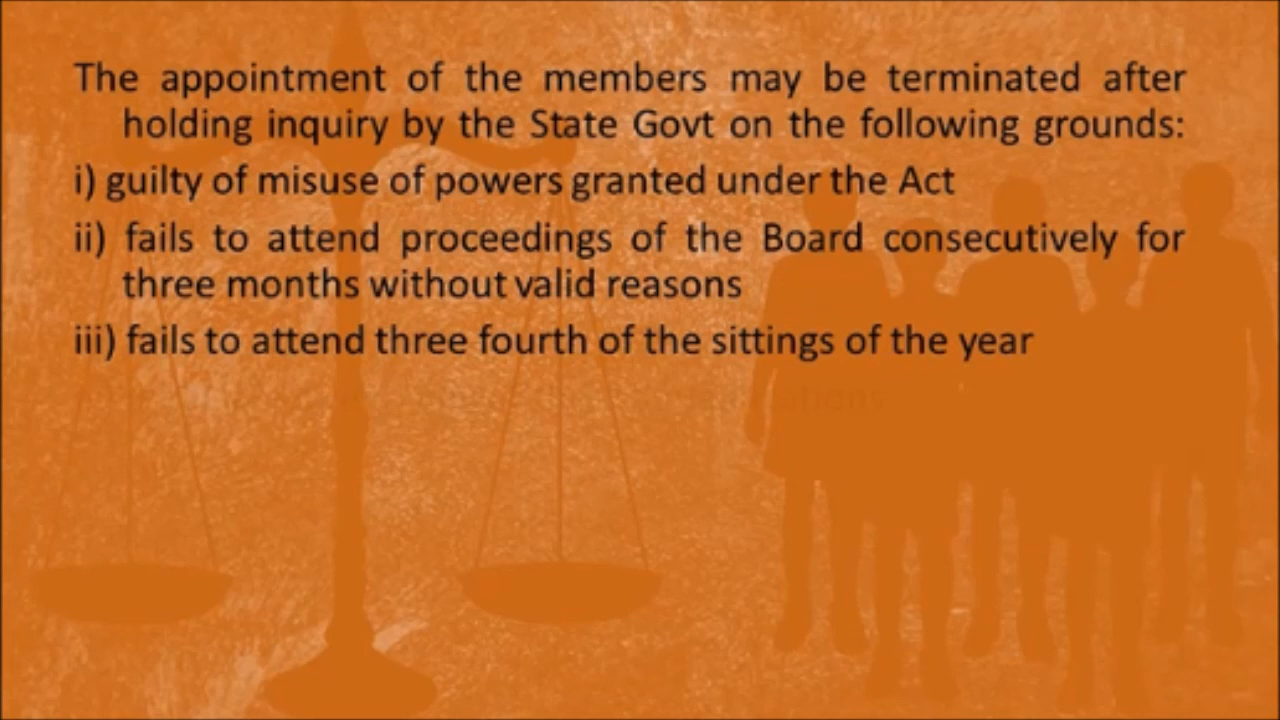 The appointment of the members may be terminated after
holding inquiry by the State Govt on the following grounds:
i) guilty of misuse of powers granted under the Act
ii) fails to attend proceedings of the Board consecutively for
three months without valid reasons
iii) fails to attend three fourth of the sittings of the year